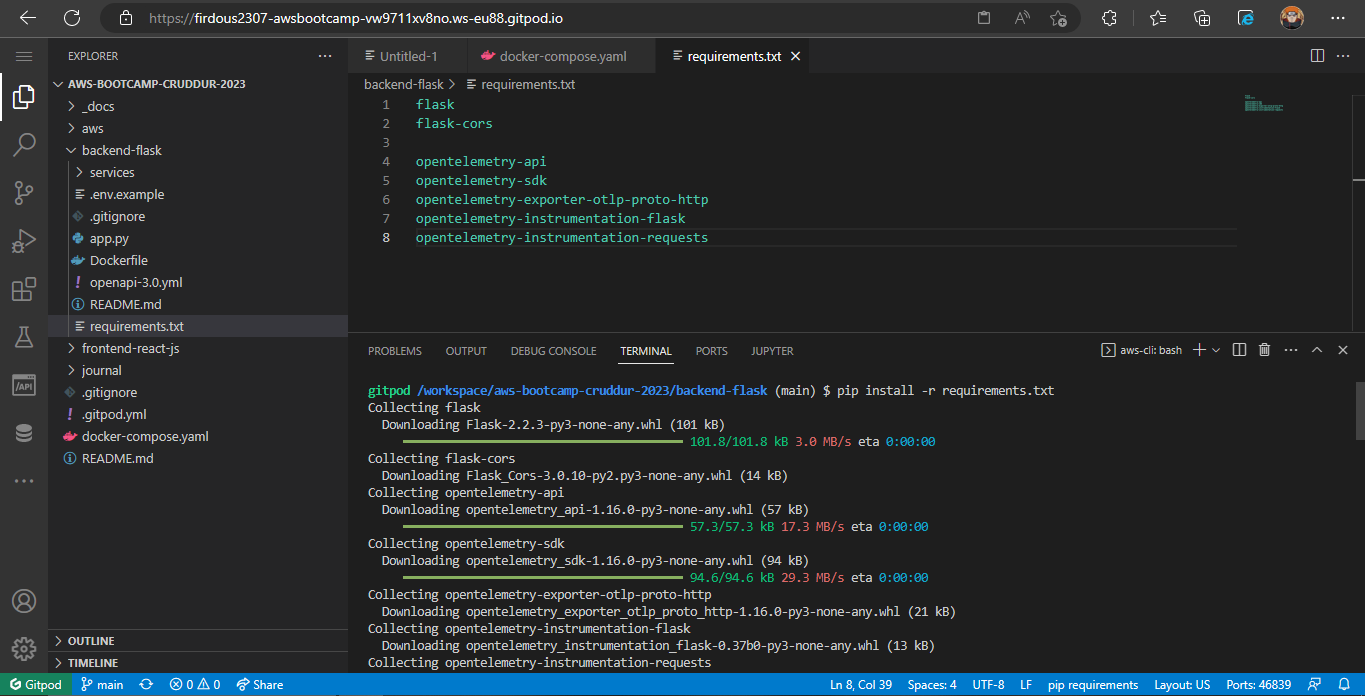 https://firdous2307-awsbootcamp-vw9711xv8no.ws-eu88.gitpod.io
EXPLORER
AWS-BOOTCAMP-CRUDDUR-2023
_docs
aws
backend-flask
services
.env.example
.gitignore
app.py
Dockerfile
openapi-3.0.yml
README.md
requirements.txt
frontend-react-js
journal
.gitignore
.gitpod.yml
docker-compose.yaml
README.md
OUTLINE
TIMELINE
Untitled-1 docker-compose.yaml requirements.txt
backend-flask > requirements.txt
1 flask
2 flask-cors
3
4 opentelemetry-api
5 opentelemetry-sdk
6 opentelemetry-exporter-otlp-proto-http
7 opentelemetry-instrumentation-flask
8 opentelemetry-instrumentation-requests
PROBLEMS OUTPUT DEBUG CONSOLE TERMINAL PORTS JUPYTER aws-cli: bash
gitpod /workspace/aws-bootcamp-cruddur-2023/backend-flask (main) $ pip install -r requirements.txt
Collecting flask
Downloading Flask-2.2.3-py3-none-any.whl (101 kB)
101.8/101.8 kB 3.0 MB/s eta 0:00:00
Collecting flask-cors
Downloading Flask_Cors-3.0.10-py2.py3-none-any.whl (14 kB)
Collecting opentelemetry-api
Downloading opentelemetry_api-1.16.0-py3-none-any.whl (57 kB)
57.3/57.3 kB 17.3 MB/s eta 0:00:00
Collecting opentelemetry-sdk
Downloading opentelemetry_sdk-1.16.0-py3-none-any.whl (94 kB)
94.6/94.6 kB 29.3 MB/s eta 0:00:00
Collecting opentelemetry-exporter-otlp-proto-http
Downloading opentelemetry_exporter_otlp_proto_http-1.16.0-py3-none-any.whl (21 kB)
Collecting opentelemetry-instrumentation-flask
Downloading opentelemetry_instrumentation_flask-0.37b0-py3-none-any.whl (13 kB)
Collecting opentelemetry-instrumentation-requests
Gitpod main 0 0 Share Ln 8, Col 39 Spaces: 4 UTF-8 LF pip requirements Layout: US Ports: 46839